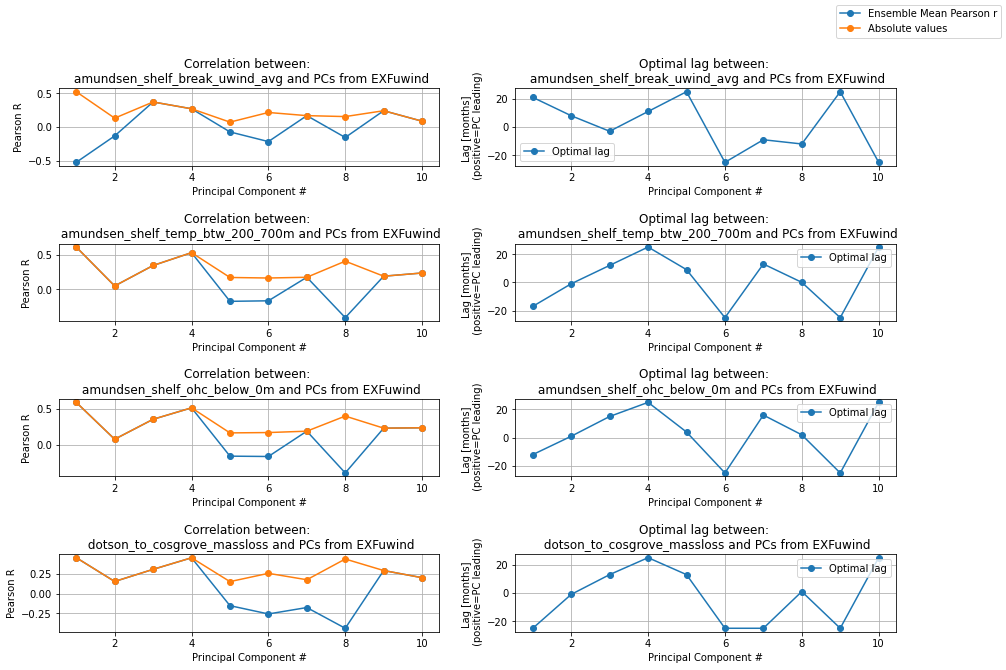 Ensemble Mean Pearson r
Absolute values
Correlation between:
amundsen_shelf_break_uwind_avg and PCs from EXFuwind
Pearson R
0.5
0.0
−0.5
2
4
6
8
10
Principal Component #
Optimal lag between:
amundsen_shelf_break_uwind_avg and PCs from EXFuwind
Lag [months]
(positive=PC leading)
20
0
−20
Optimal lag
2
4
6
8
10
Principal Component #
Correlation between:
amundsen_shelf_temp_btw_200_700m and PCs from EXFuwind
Pearson R
0.5
0.0
2
4
6
8
10
Principal Component #
Optimal lag between:
amundsen_shelf_temp_btw_200_700m and PCs from EXFuwind
Lag [months]
(positive=PC leading)
20
0
−20
Optimal lag
2
4
6
8
10
Principal Component #
Correlation between:
amundsen_shelf_ohc_below_0m and PCs from EXFuwind
Pearson R
0.5
0.0
2
4
6
8
10
Principal Component #
Optimal lag between:
amundsen_shelf_ohc_below_0m and PCs from EXFuwind
Lag [months]
(positive=PC leading)
20
0
−20
Optimal lag
2
4
6
8
10
Principal Component #
Correlation between:
dotson_to_cosgrove_massloss and PCs from EXFuwind
Pearson R
0.25
0.00
−0.25
2
4
6
8
10
Principal Component #
Optimal lag between:
dotson_to_cosgrove_massloss and PCs from EXFuwind
Lag [months]
(positive=PC leading)
20
0
−20
Optimal lag
2
4
6
8
10
Principal Component #